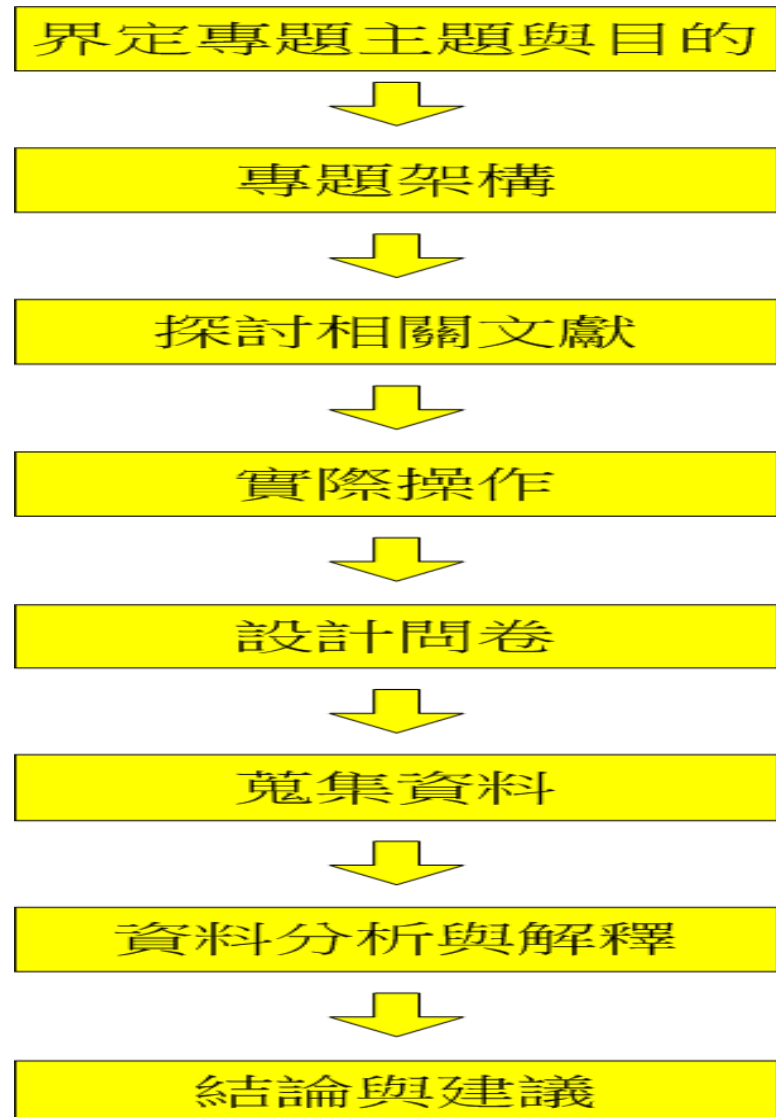 界定專題主題與目的
專題架構
探討相關文獻
實際操作
設計問卷
蒐集資料
資料分析與解釋
結論與建議